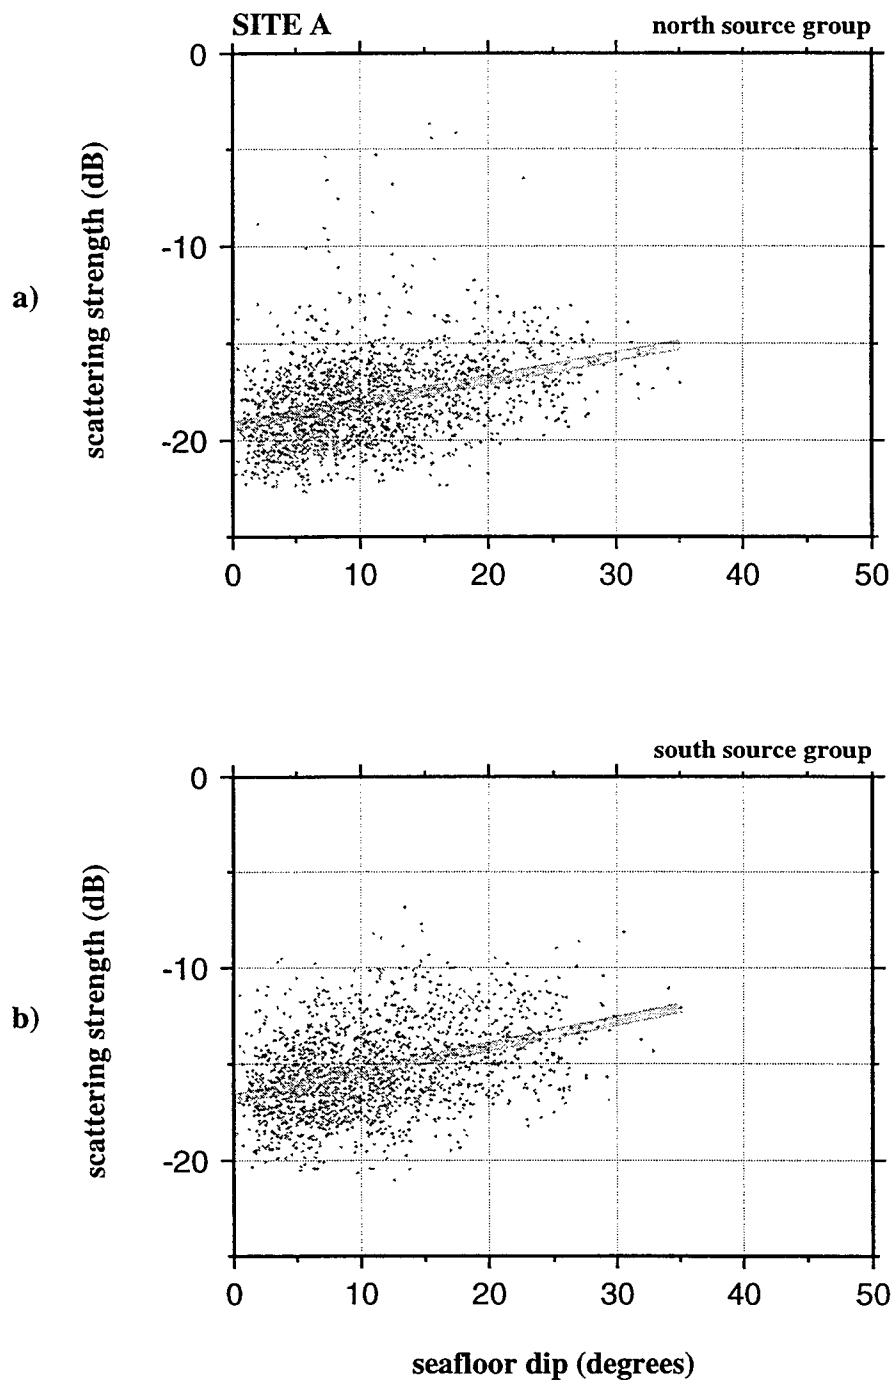 SITE A
north source group
a)
scattering strength (dB)
0
-10
-20
0 10 20 30 40 50
south source group
b)
scattering strength (dB)
0
-10
-20
0 10 20 30 40 50
seafloor dip (degrees)